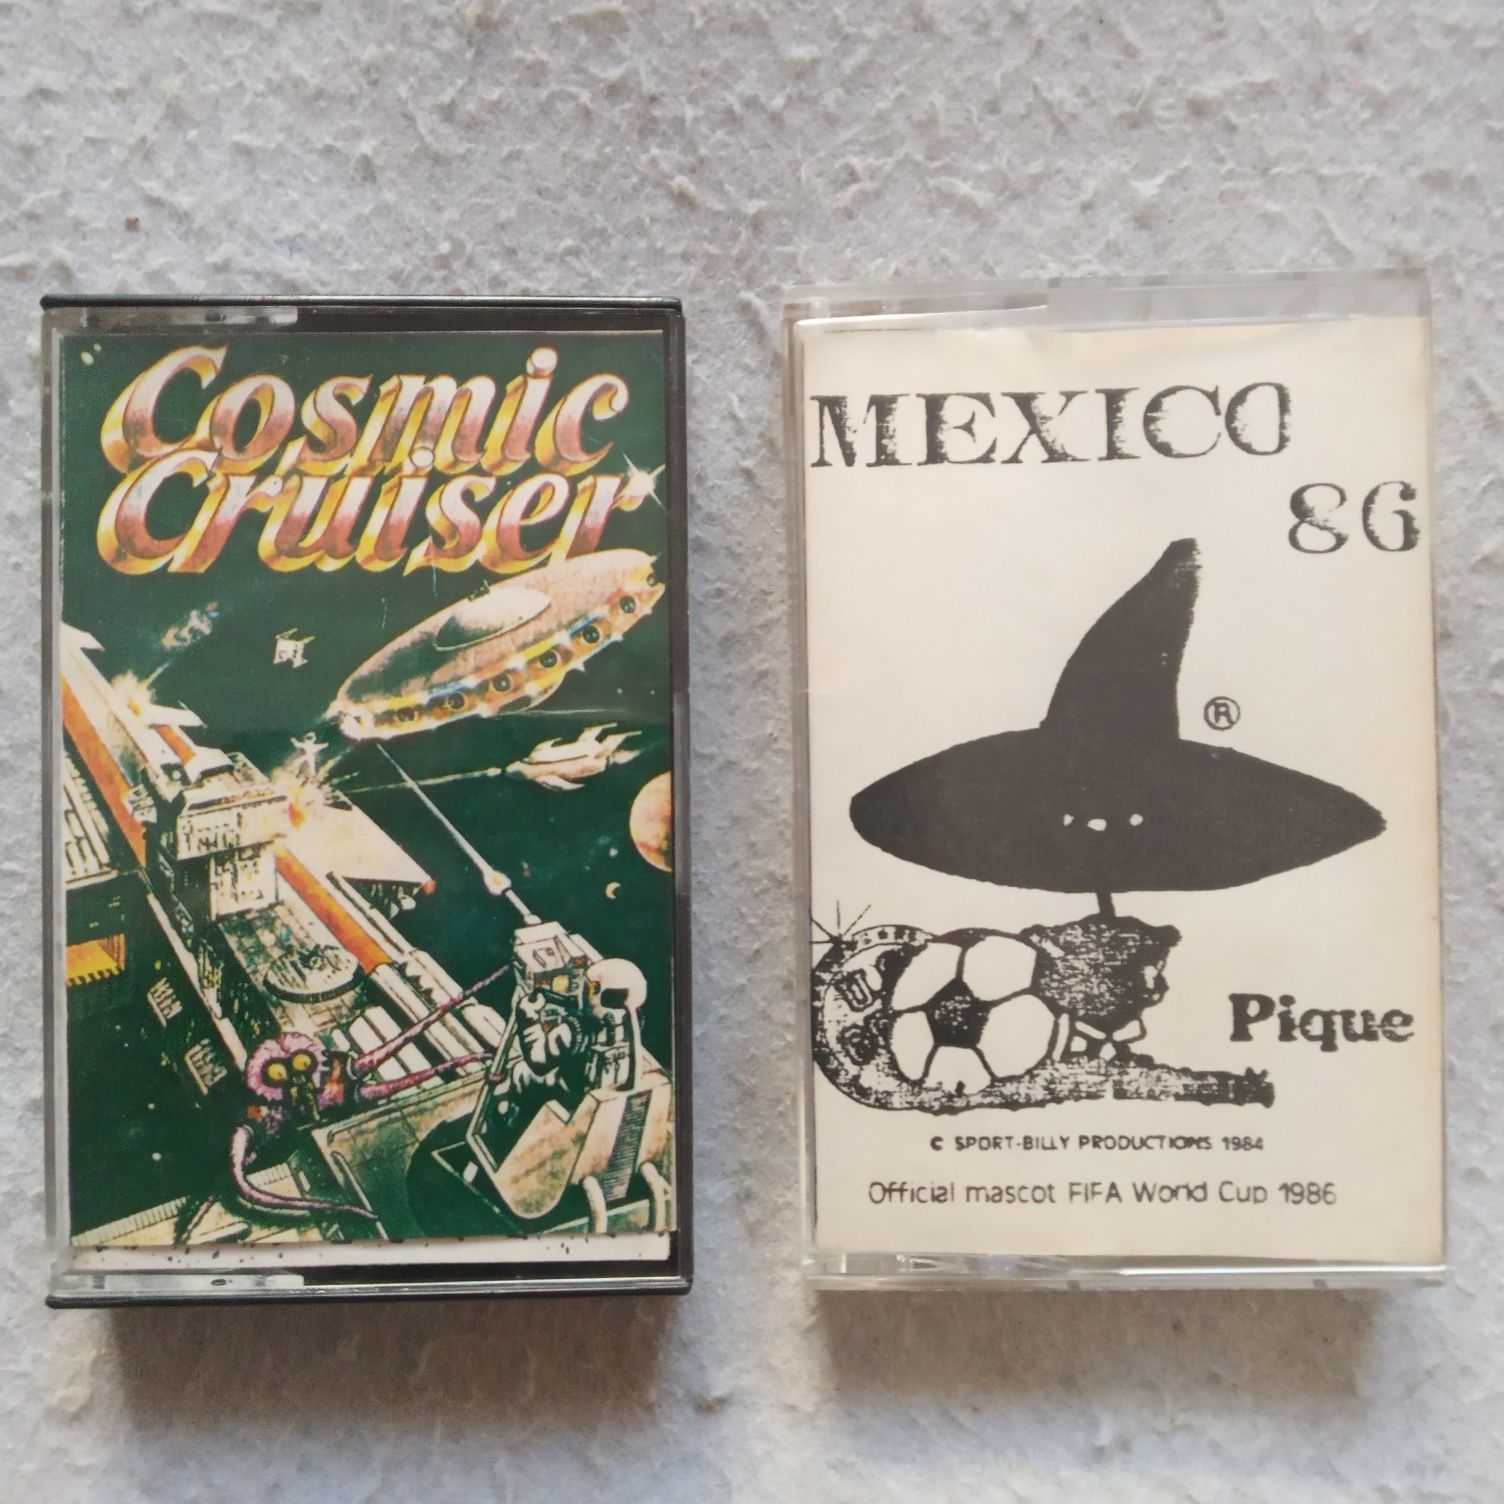 Cosmic
Cruiser
MEXICO
86
®
Pique
© SPORT-BILLY PRODUCTIONS 1984
Official mascot FIFA World Cup 1986